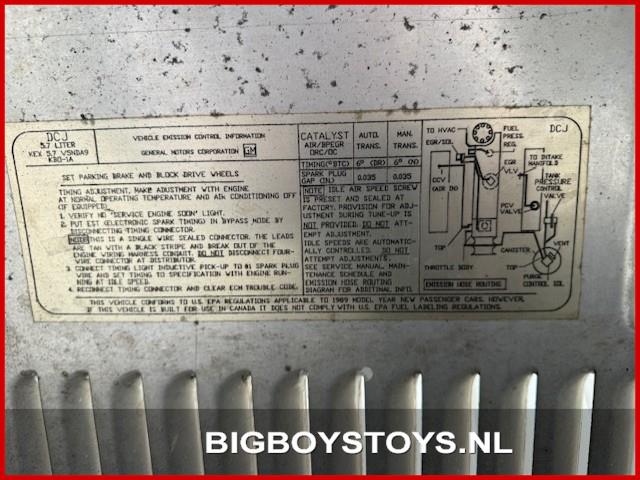 DCJ
5.7 LITER
KEX 5.7 V5NDA9
KBO-1A
VEHICLE EMISSION CONTROL INFORMATION
GENERAL MOTORS CORPORATION GM
SET PARKING BRAKE AND BLOCK DRIVE WHEELS
TIMING ADJUSTMENT, MAKE ADUSTMENT WITH ENGINE
AT NORMAL OPERATING TEMPERATURE AND AIR CONDITIONING OFF
(IF EQUIPPED).
1. VERIFY NO "SERVICE ENGINE SOON" LIGHT.
2. PUT EST (ELECTRONIC SPARK TIMING) IN BYPASS MODE BY
DISCONNECTING TIMING CONNECTOR.
NOTE THIS IS A SINGLE WIRE SEALED CONNECTOR. THE LEADS
ARE TAN WITH A BLACK STRIPE AND BREAK OUT OF THE
ENGINE WIRING HARNESS CONDUIT. DO NOT DISCONNECT FOUR-
WIRE CONNECTOR AT DISTRIBUTOR.
3. CONNECT TIMING LIGHT INDUCTIVE PICK-UP TO #1 SPARK PLUG
WIRE AND SET TIMING TO SPECIFICATION WITH ENGINE RUN-
NING AT IDLE SPEED.
4. RECONNECT TIMING CONNECTOR AND CLEAR ECM TROUBLE CODE.
CATALYST AUTO. TRANS. MAN. TRANS.
AIR/BPEGR
ORC/OC
TIMING(°BTC) 6° (DR) 6° (N)
SPARK PLUG
GAP (IN.) 0.035 0.035
NOTE IDLE AIR SPEED SCREW
IS PRESET AND SEALED AT
FACTORY. PROVISION FOR AD-
JUSTMENT DURING TUNE-UP IS
NOT PROVIDED. DO NOT AT-
TEMPT ADJUSTMENT.
IDLE SPEEDS ARE AUTOMATIC-
ALLY CONTROLLED. DO NOT
ATTEMPT ADJUSTMENTS.
SEE SERVICE MANUAL, MAIN-
TENANCE SCHEDULE AND
EMISSION HOSE ROUTING
DIAGRAM FOR ADDITIONAL INFO.
DCJ
TO HVAC
EGR/SOL
FUEL
PRESS.
REG.
EGR
VLV
TO INTAKE
MANIFOLD
TANK
PRESSURE
CONTROL
VALVE
CCV
(AIR
PCV
VALVE
TOP
CANISTER
VENT
THROTTLE BODY
TOP
PURGE
CONTROL SOL
EMISSION HOSE ROUTING
THIS VEHICLE CONFORMS TO U.S. EPA REGULATIONS APPLICABLE TO 1989 MODEL YEAR NEW PASSENGER CARS. HOWEVER,
IF THIS VEHICLE IS BUILT FOR USE IN CANADA IT DOES NOT COMPLY WITH U.S. EPA FUEL LABELING REGULATIONS.
BIGBOYSTOYS.NL